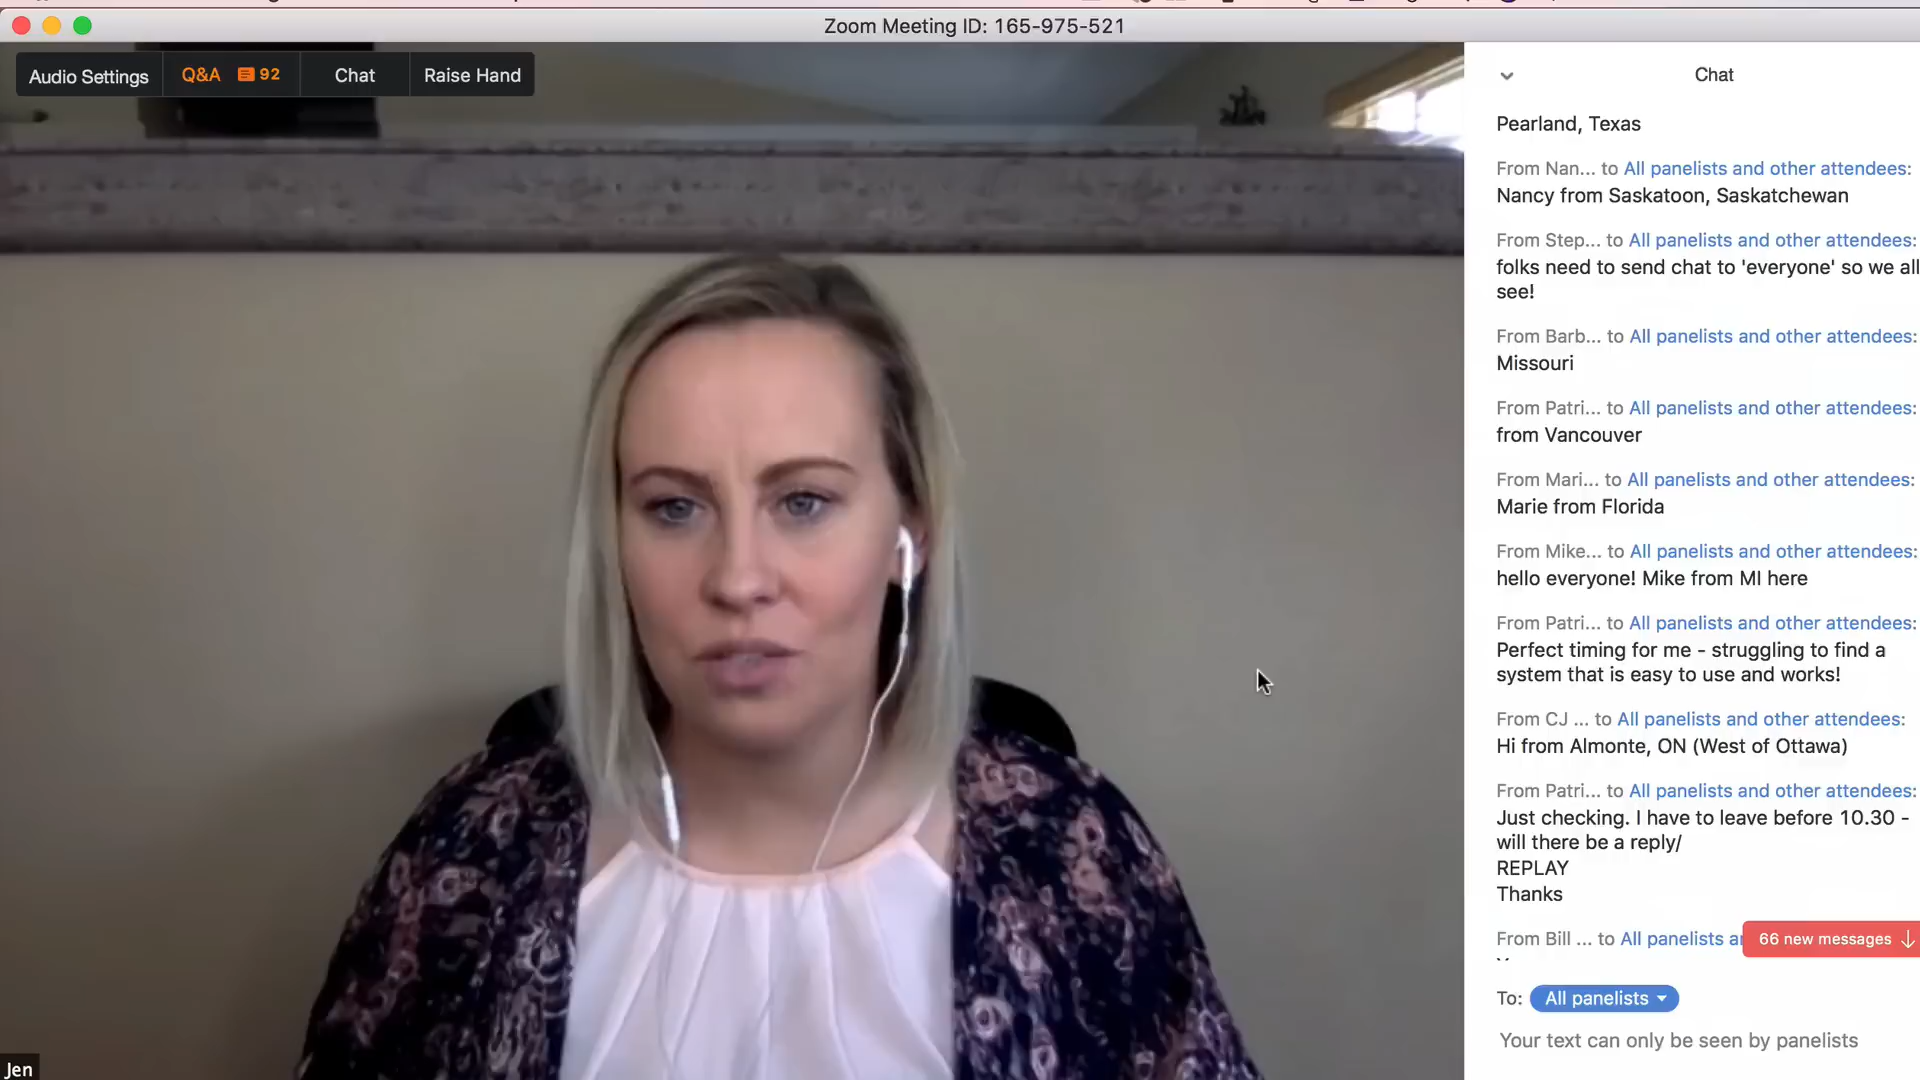 Zoom Meeting ID: 165-975-521
Audio Settings
Q&A 92
Chat
Raise Hand
Chat
Pearland, Texas
From Nan... to All panelists and other attendees:
Nancy from Saskatoon, Saskatchewan
From Step... to All panelists and other attendees:
folks need to send chat to 'everyone' so we all
see!
From Barb... to All panelists and other attendees:
Missouri
From Patri... to All panelists and other attendees:
from Vancouver
From Mari... to All panelists and other attendees:
Marie from Florida
From Mike... to All panelists and other attendees:
hello everyone! Mike from MI here
From Patri... to All panelists and other attendees:
Perfect timing for me - struggling to find a
system that is easy to use and works!
From CJ ... to All panelists and other attendees:
Hi from Almonte, ON (West of Ottawa)
From Patri... to All panelists and other attendees:
Just checking. I have to leave before 10.30 -
will there be a reply/
REPLAY
Thanks
From Bill ... to All panelists
66 new messages
To: All panelists
Your text can only be seen by panelists
Jen